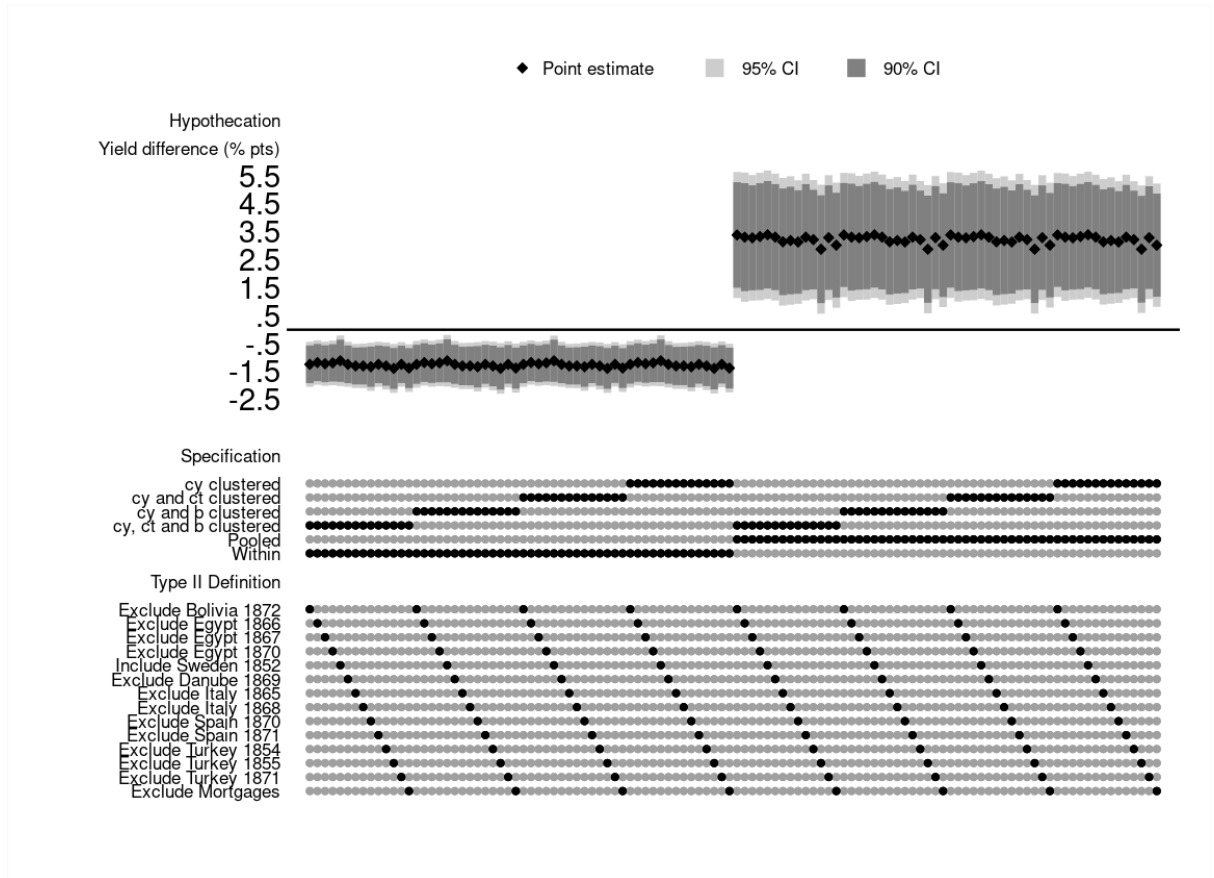 Point estimate 95% CI 90% CI
Hypothecation
Yield difference (% pts)
5.5
4.5
3.5
2.5
1.5
.5
-.5
-1.5
-2.5
Specification
cy clustered
cy and ct clustered
cy and b clustered
cy, ct and b clustered
Pooled
Within
Type II Definition
Exclude Bolivia 1872
Exclude Egypt 1866
Exclude Egypt 1867
Exclude Egypt 1870
Include Sweden 1852
Exclude Danube 1869
Exclude Italy 1865
Exclude Italy 1868
Exclude Spain 1870
Exclude Spain 1871
Exclude Turkey 1854
Exclude Turkey 1855
Exclude Turkey 1871
Exclude Mortgages